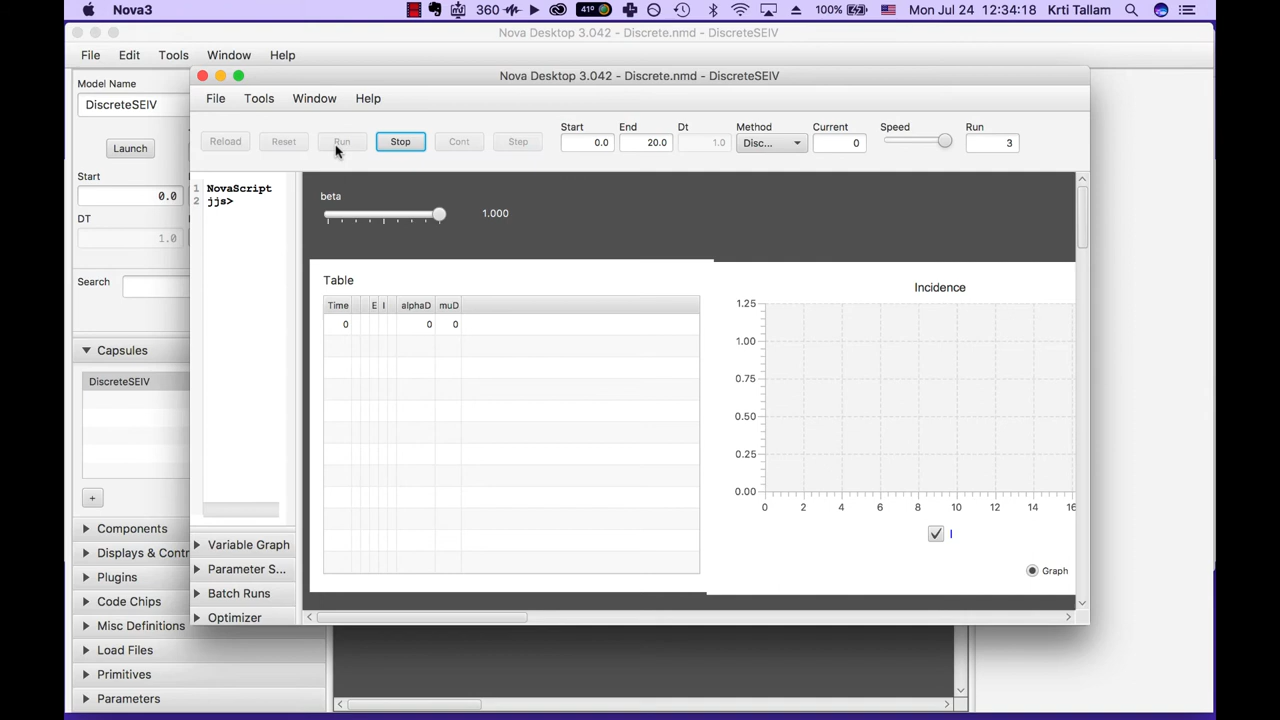 Nova3
360
41°
100%
Mon Jul 24 12:34:18
Krti Tallam
Nova Desktop 3.042 - Discrete.nmd - DiscreteSEIV
File Edit Tools Window Help
Model Name
DiscreteSEIV
Launch
Start
0.0
DT
1.0
Search
Capsules
DiscreteSEIV
+
Components
Displays & Contr
Plugins
Code Chips
Misc Definitions
Load Files
Primitives
Parameters
Nova Desktop 3.042 - Discrete.nmd - DiscreteSEIV
File Tools Window Help
Reload Reset Run Stop Cont Step
Start End Dt Method Current Speed Run
0.0 20.0 1.0 Disc... 0 3
1 NovaScript
2 jjs>
Variable Graph
Parameter S...
Batch Runs
Optimizer
beta
1.000
Table
Time E I alphaD muD
0 0 0
Incidence
1.25
1.00
0.75
0.50
0.25
0.00
0 2 4 6 8 10 12 14 16
I
Graph